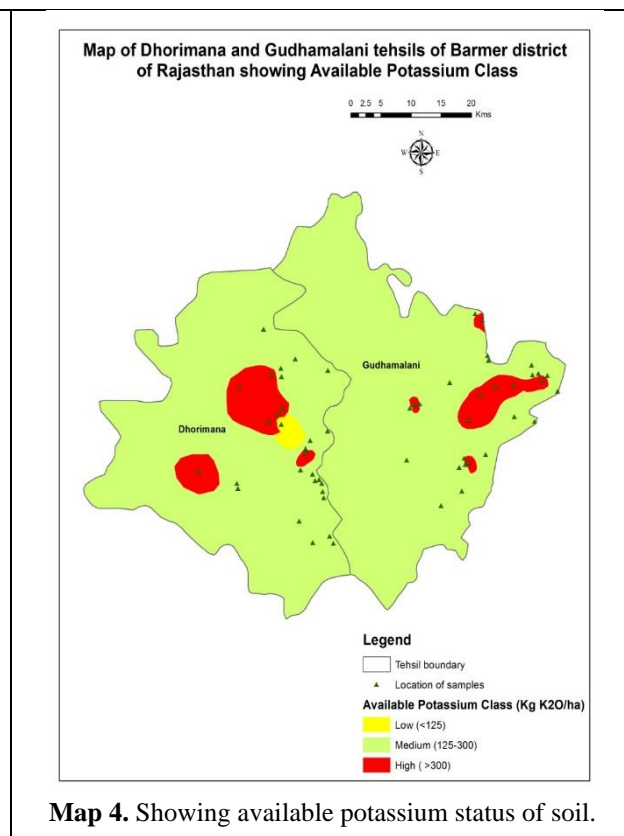 Map of Dhorimana and Gudhamalani tehsils of Barmer district
of Rajasthan showing Available Potassium Class
0 2.5 5 10 15 20
Kms
N
W E
S
Gudhamalani
Dhorimana
Legend
Tehsil boundary
Location of samples
Available Potassium Class (Kg K2O/ha)
Low (<125)
Medium (125-300)
High ( >300)
Map 4. Showing available potassium status of soil.